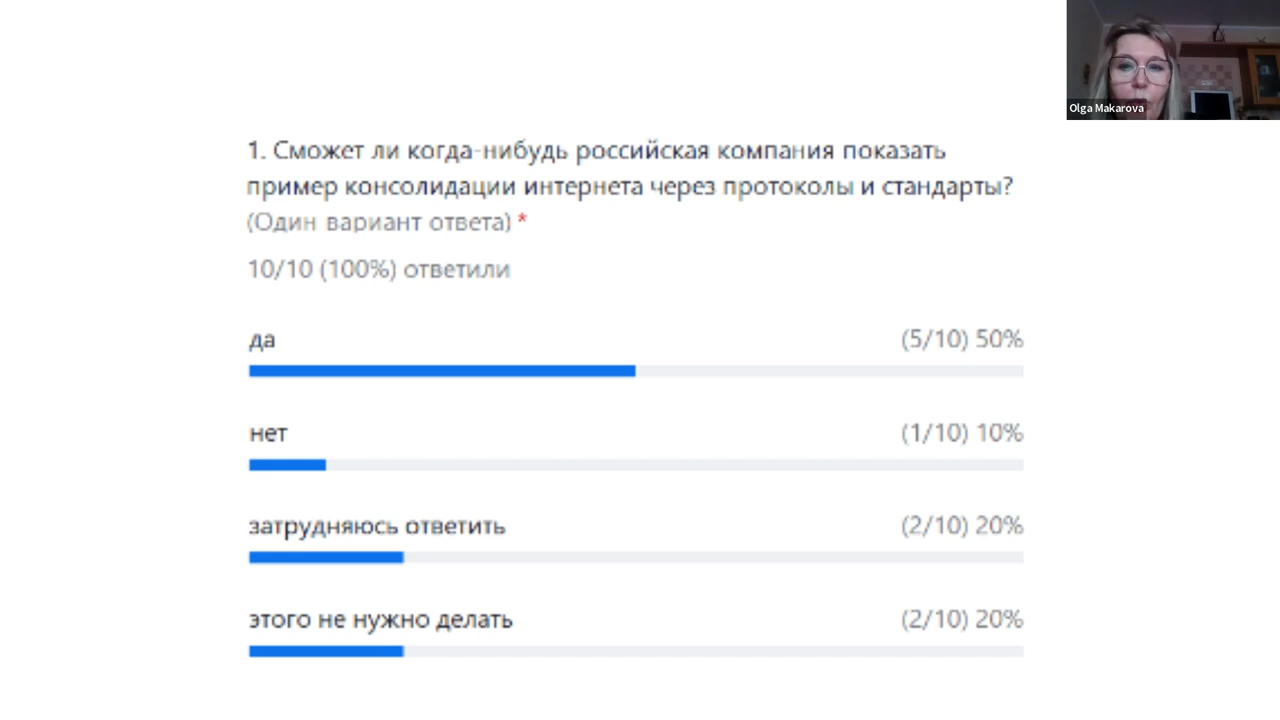 Olga Makarova
1. Сможет ли когда-нибудь российская компания показать
пример консолидации интернета через протоколы и стандарты?
(Один вариант ответа) *
10/10 (100%) ответили
да (5/10) 50%
нет (1/10) 10%
затрудняюсь ответить (2/10) 20%
этого не нужно делать (2/10) 20%